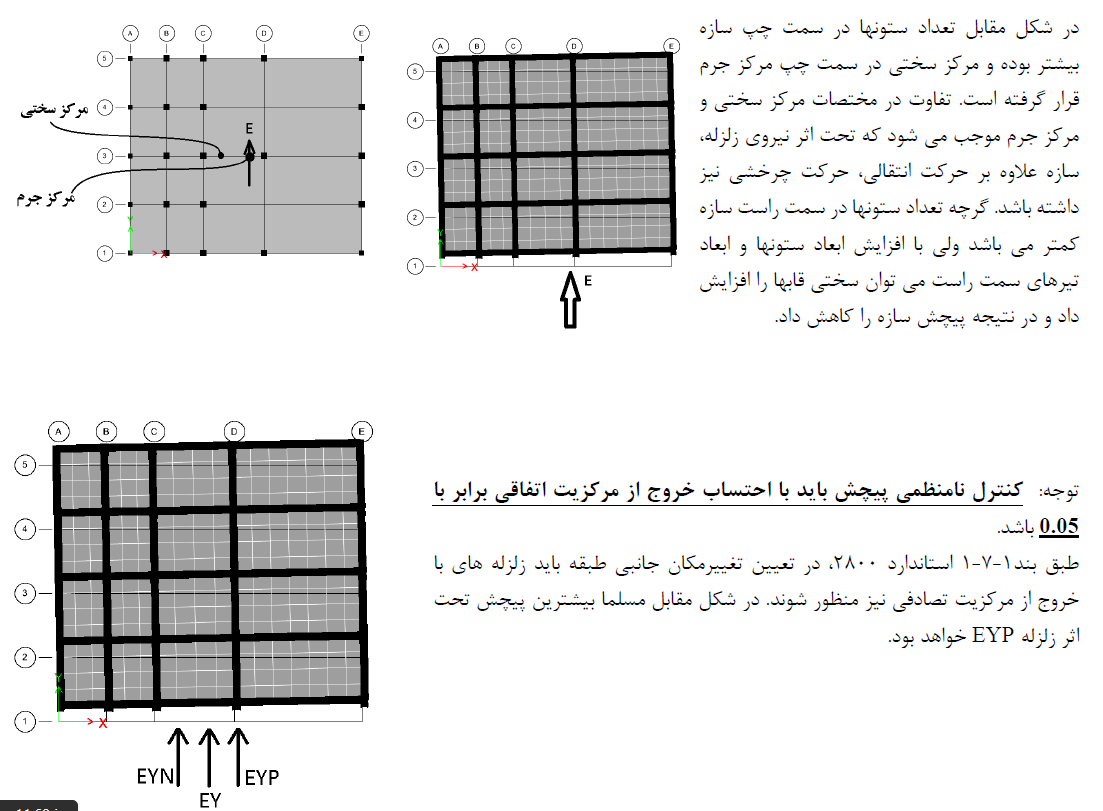 در شکل مقابل تعداد ستونها در سمت چپ سازه
بیشتر بوده و مرکز سختی در سمت چپ مرکز جرم
قرار گرفته است. تفاوت در مختصات مرکز سختی و
مرکز جرم موجب می شود که تحت اثر نیروی زلزله،
سازه علاوه بر حرکت انتقالی، حرکت چرخشی نیز
داشته باشد. گرچه تعداد ستونها در سمت راست سازه
کمتر می باشد ولی با افزایش ابعاد ستونها و ابعاد
تیرهای سمت راست می توان سختی قابها را افزایش
داد و در نتیجه پیچش سازه را کاهش داد.
A B C D E
5
4
3
2
1
E
Y
X
مرکز سختی
مرکز جرم
A B C D E
5
4
3
2
1
Y
X
E
توجه: کنترل نامنظمی پیچش باید با احتساب خروج از مرکزیت اتفاقی برابر با
0.05 باشد.
طبق بند۱-۷-۱ استاندارد ۲۸۰۰، در تعیین تغییرمکان جانبی طبقه باید زلزله های با
خروج از مرکزیت تصادفی نیز منظور شوند. در شکل مقابل مسلما بیشترین پیچش تحت
اثر زلزله EYP خواهد بود.
A B C D E
5
4
3
2
1
Y
X
EYN
EY
EYP